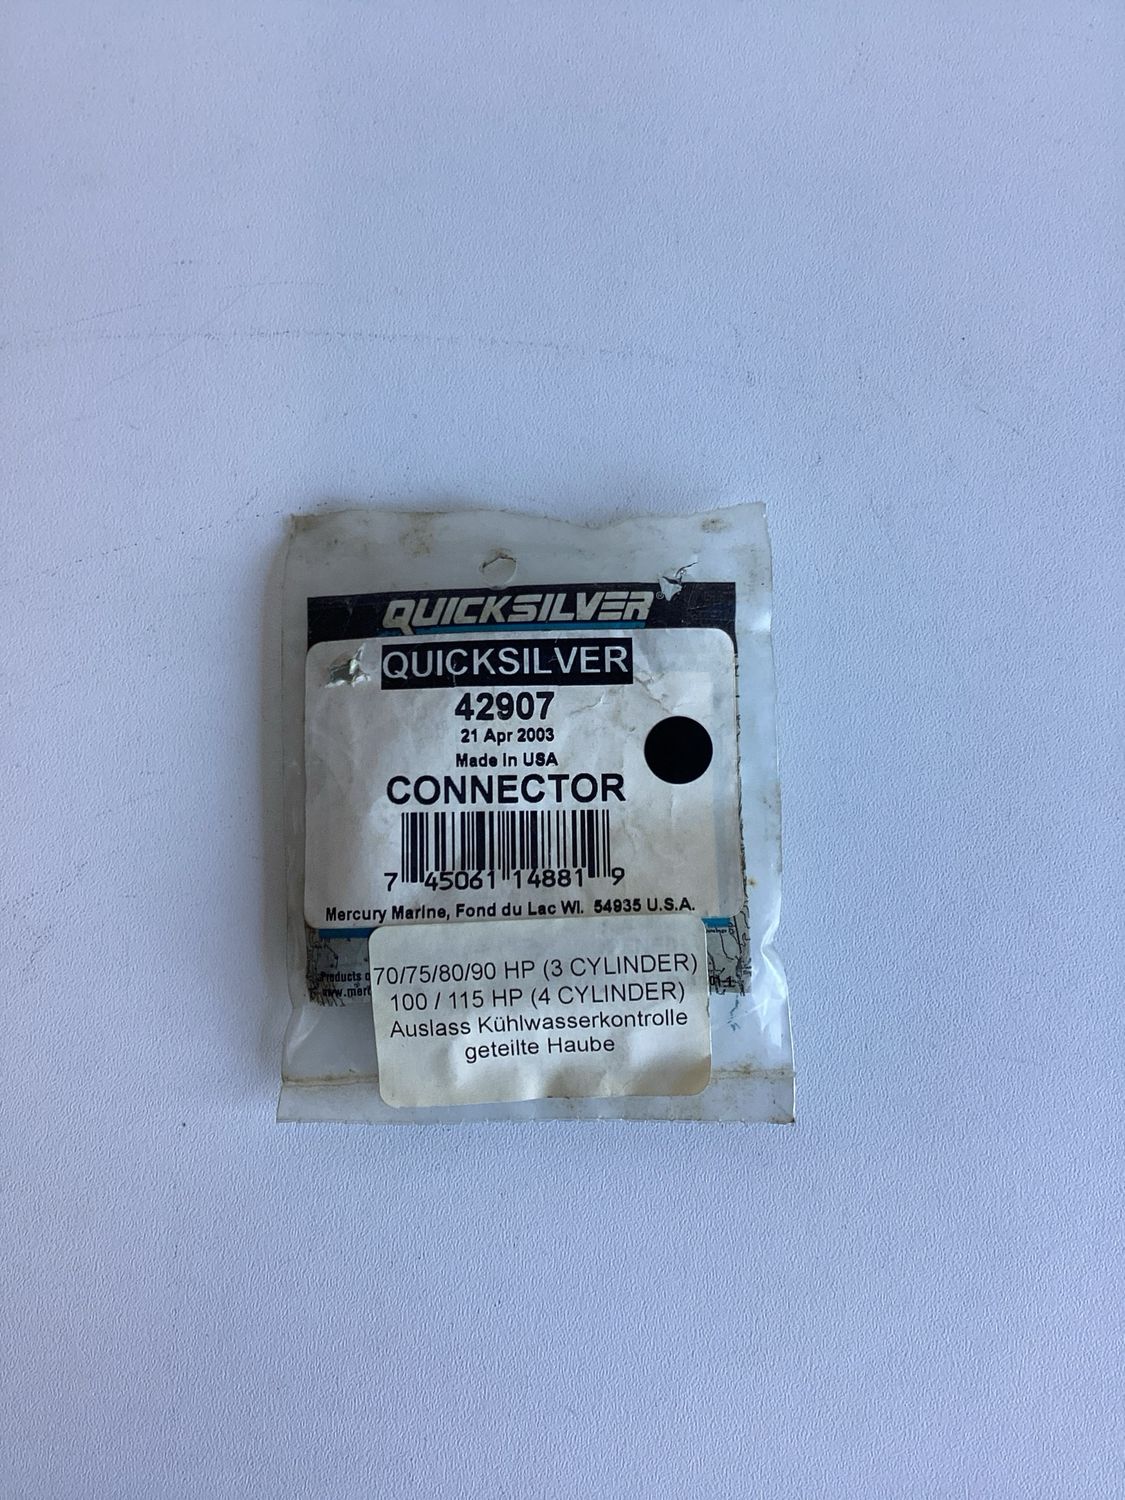 QUICKSILVER
QUICKSILVER
42907
21 Apr 2003
Made In USA
CONNECTOR
7 45061 14881 9
Mercury Marine, Fond du Lac WI. 54935 U.S.A.
Products
70/75/80/90 HP (3 CYLINDER)
100 / 115 HP (4 CYLINDER)
Auslass Kühlwasserkontrolle
geteilte Haube